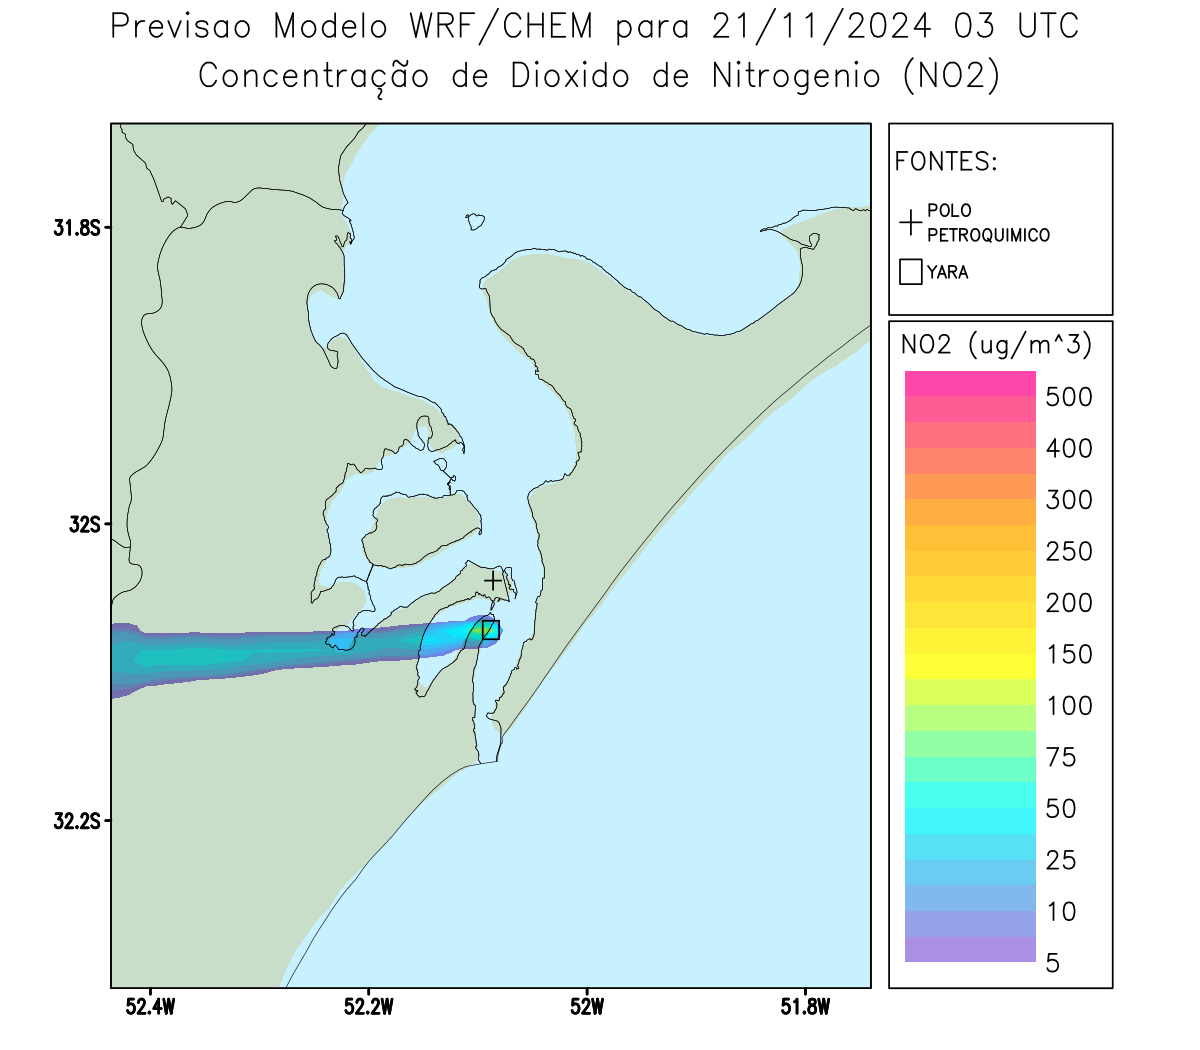 Previsao Modelo WRF/CHEM para 21/11/2024 03 UTC
Concentração de Dioxido de Nitrogenio (NO2)
FONTES:
POLO
PETROQUIMICO
YARA
NO2 (ug/m^3)
500
400
300
250
200
150
100
75
50
25
10
5
31.8S
32S
32.2S
52.4W
52.2W
52W
51.8W